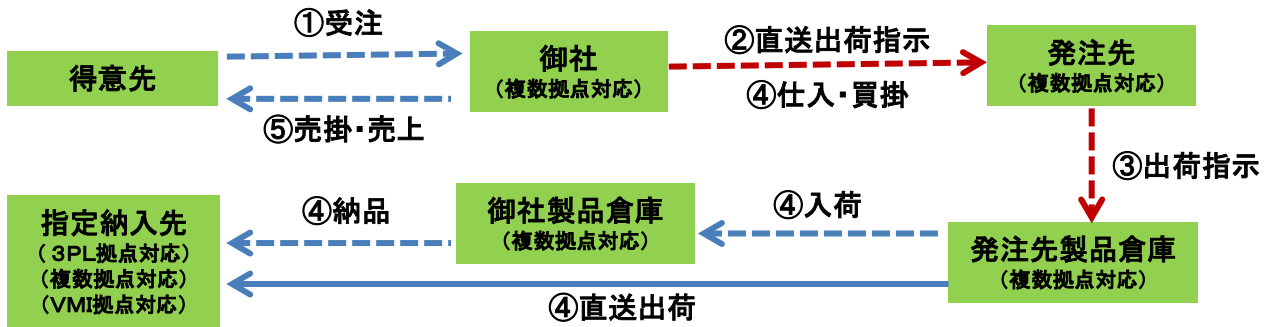 ①受注
得意先
御社
(複数拠点対応)
②直送出荷指示
④仕入・買掛
発注先
(複数拠点対応)
⑤売掛・売上
③出荷指示
指定納入先
(3PL拠点対応)
(複数拠点対応)
(VMI拠点対応)
④納品
御社製品倉庫
(複数拠点対応)
④入荷
発注先製品倉庫
(複数拠点対応)
④直送出荷